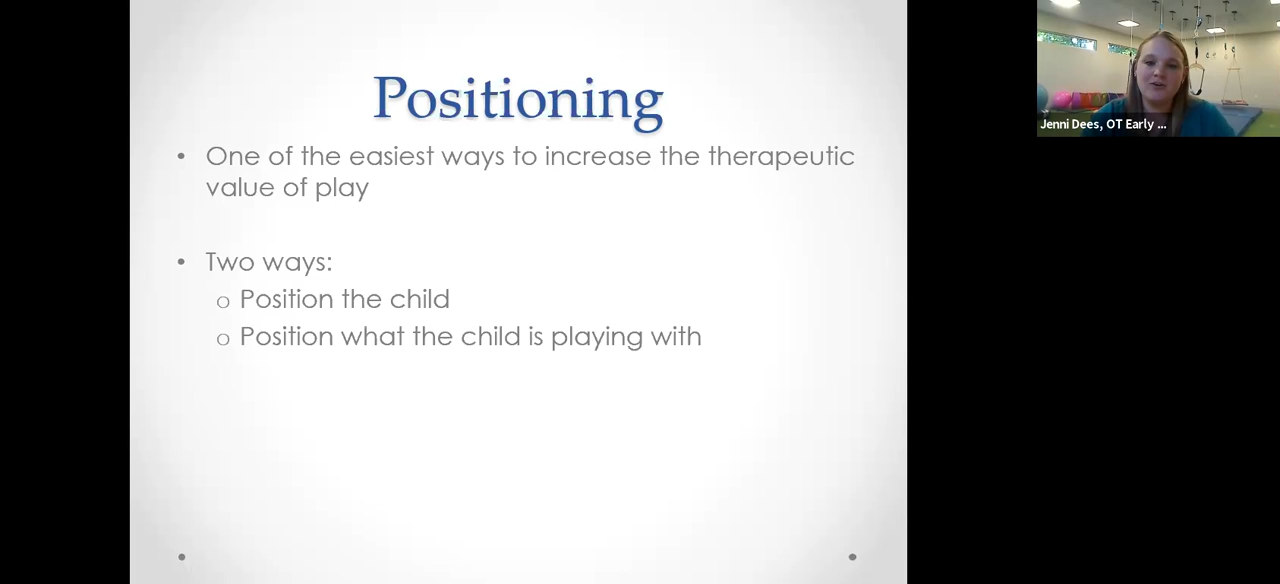 Positioning
• One of the easiest ways to increase the therapeutic
value of play
• Two ways:
o Position the child
o Position what the child is playing with
Jenni Dees, OT Early ...